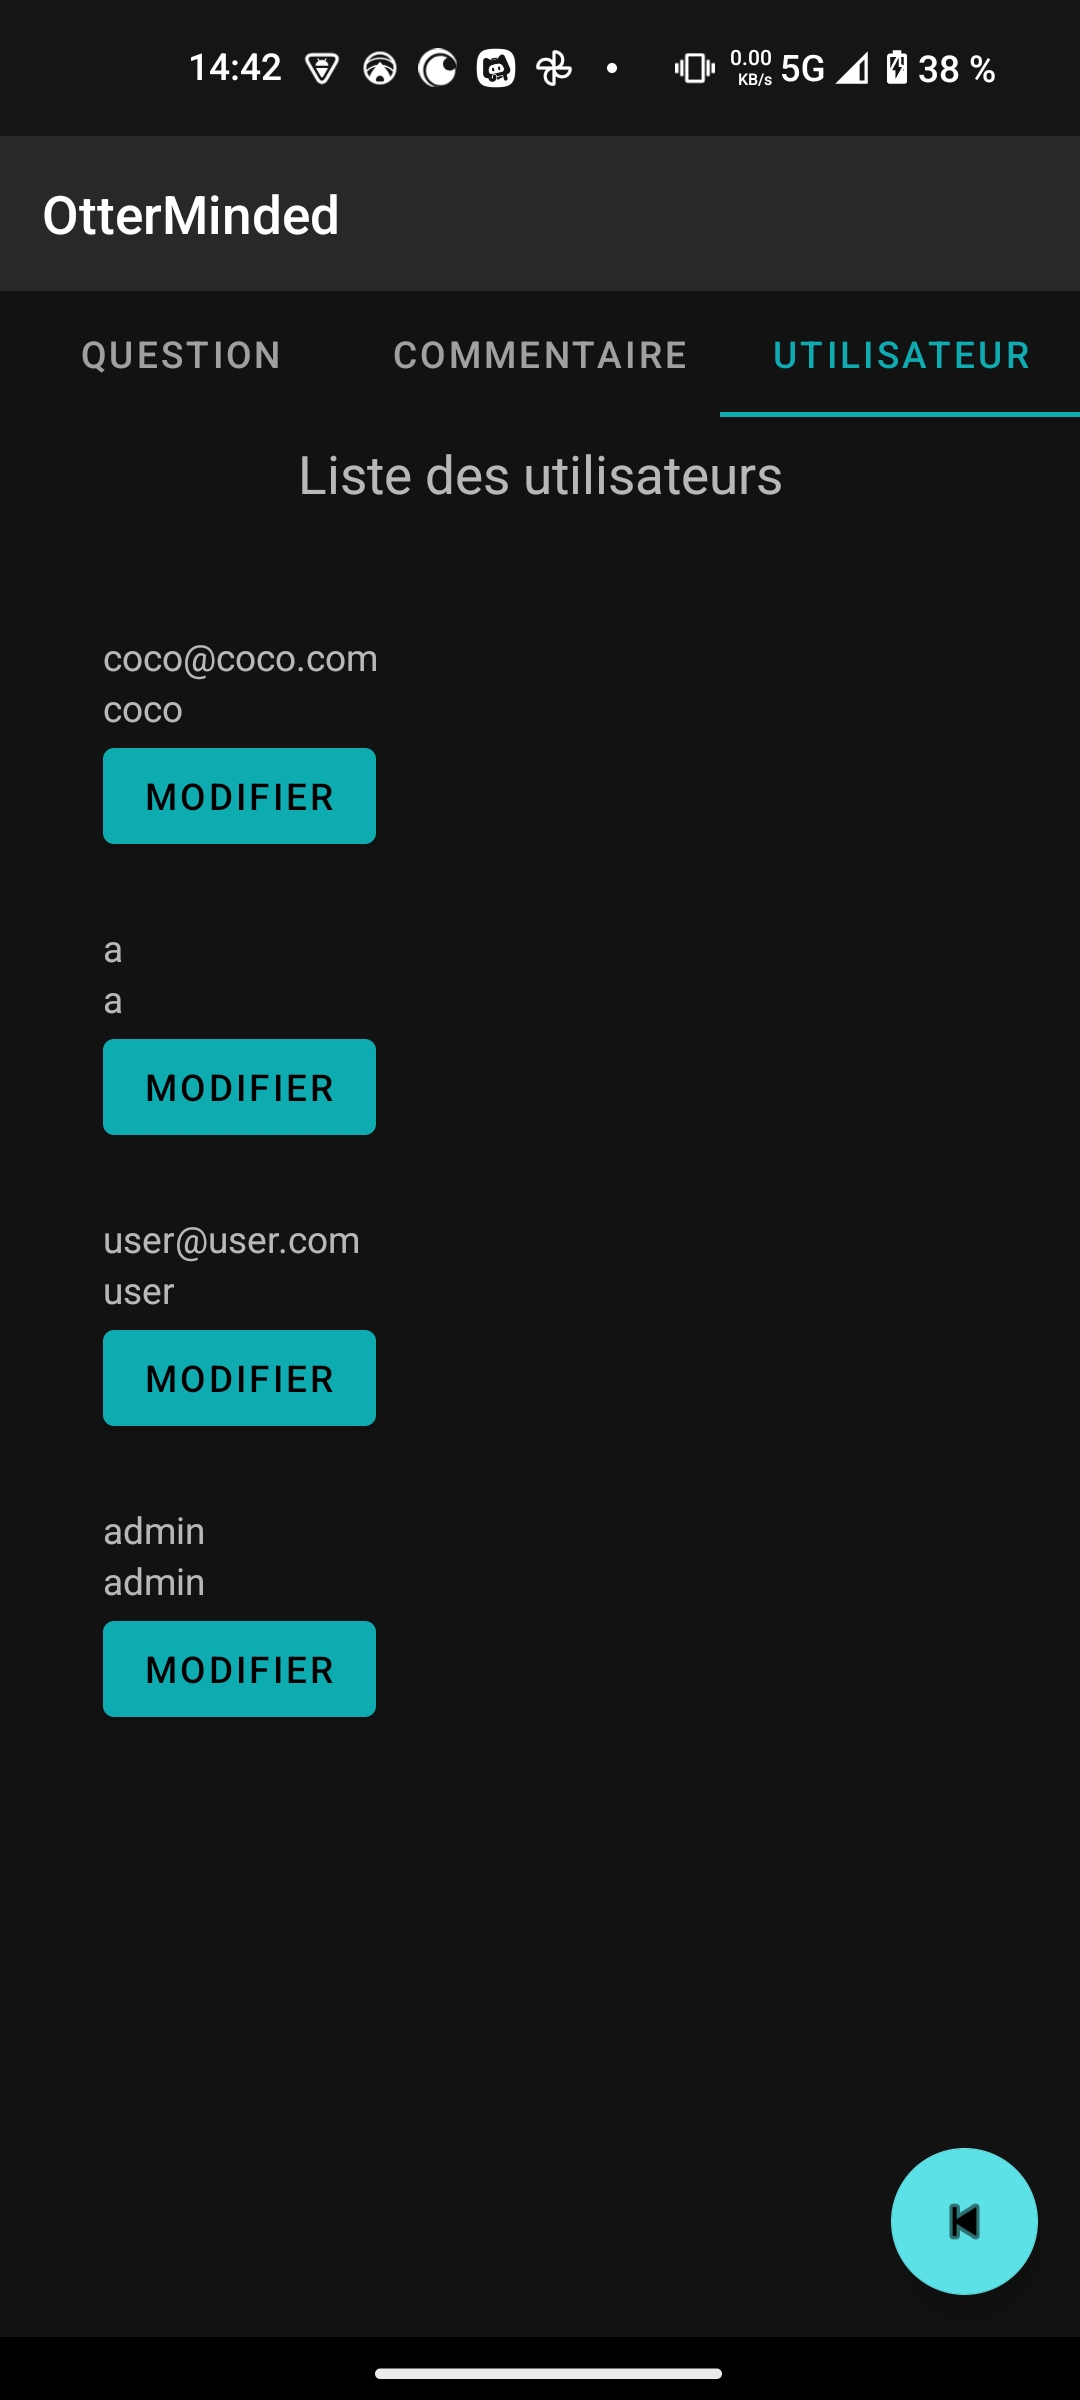 14:42 0.00 KB/s 5G 38 %
OtterMinded
QUESTION COMMENTAIRE UTILISATEUR
Liste des utilisateurs
coco@coco.com
coco
MODIFIER
a
a
MODIFIER
user@user.com
user
MODIFIER
admin
admin
MODIFIER